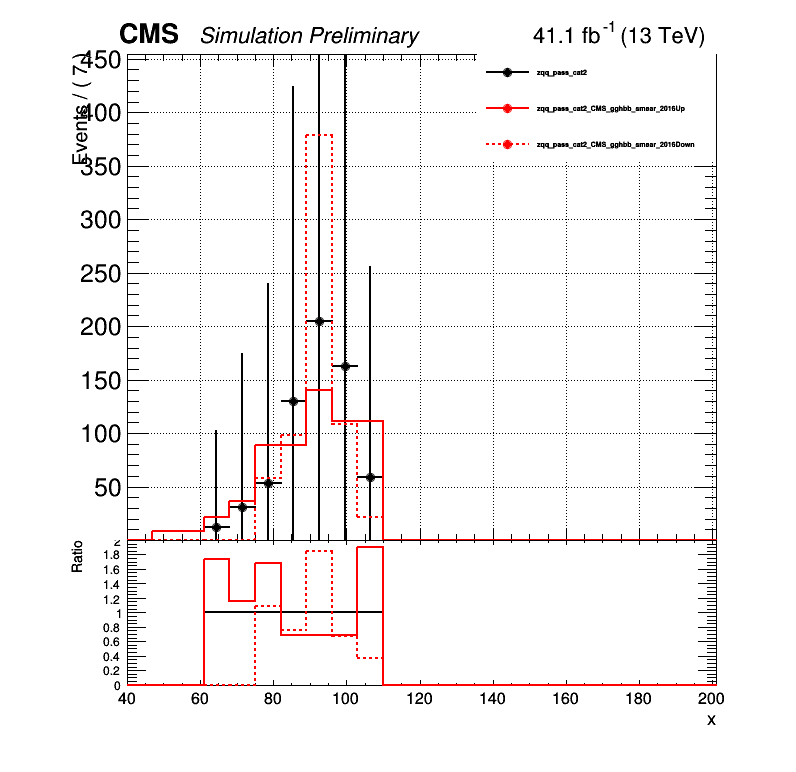 CMS Simulation Preliminary 41.1 fb⁻¹ (13 TeV)
Events / ( 7 )
450
400
350
300
250
200
150
100
50
zqq_pass_cat2
zqq_pass_cat2_CMS_gghbb_smear_2016Up
zqq_pass_cat2_CMS_gghbb_smear_2016Down
Ratio
2
1.8
1.6
1.4
1.2
1
0.8
0.6
0.4
0.2
0
40 60 80 100 120 140 160 180 200
x